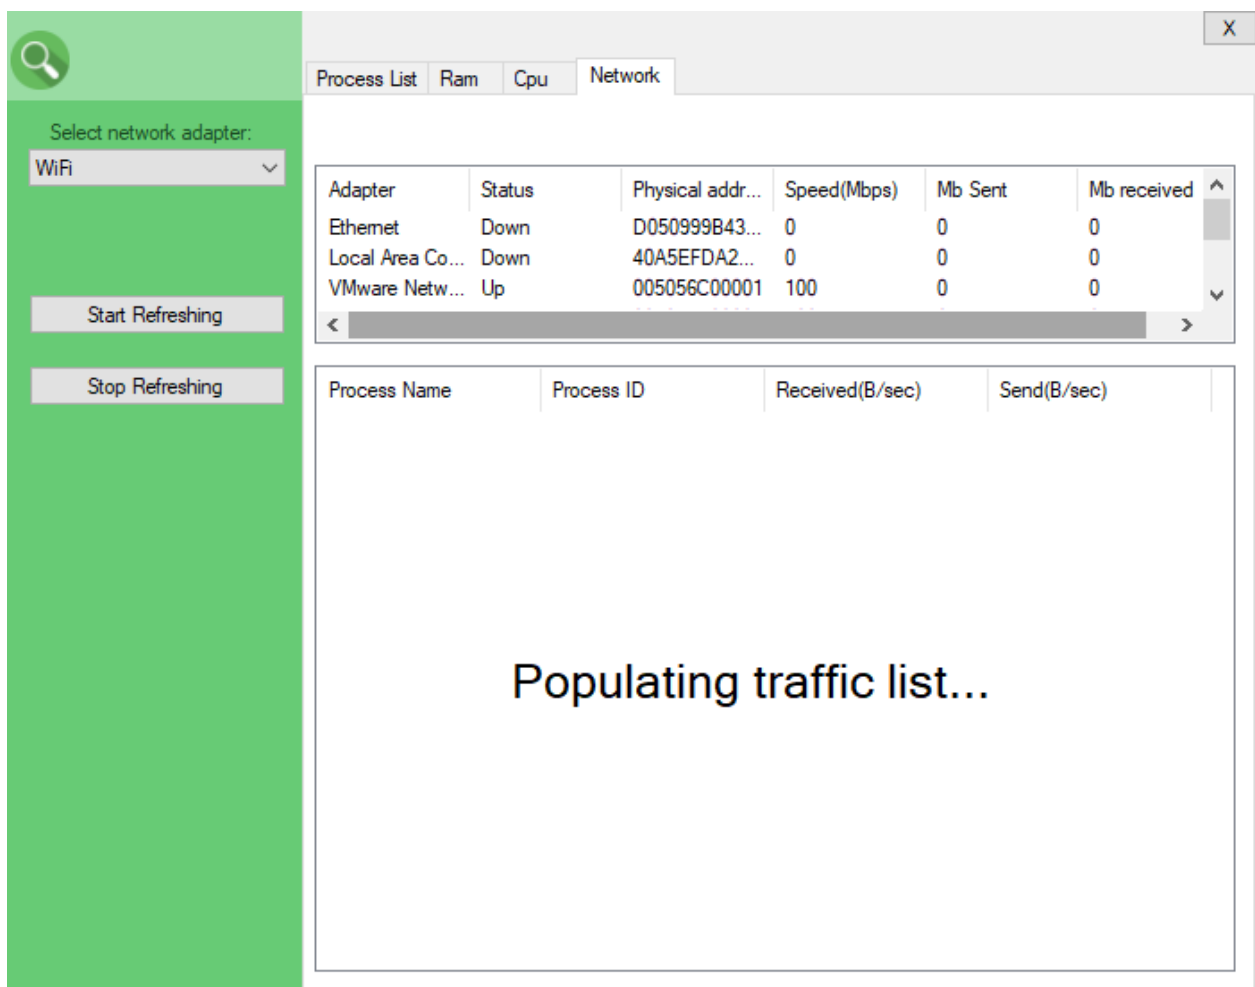 X
Process List Ram Cpu Network
Select network adapter:
WiFi
Start Refreshing
Stop Refreshing
Adapter Status Physical addr... Speed(Mbps) Mb Sent Mb received
Ethernet Down D050999B43... 0 0 0
Local Area Co... Down 40A5EFDA2... 0 0 0
VMware Netw... Up 005056C00001 100 0 0
Process Name Process ID Received(B/sec) Send(B/sec)
Populating traffic list...